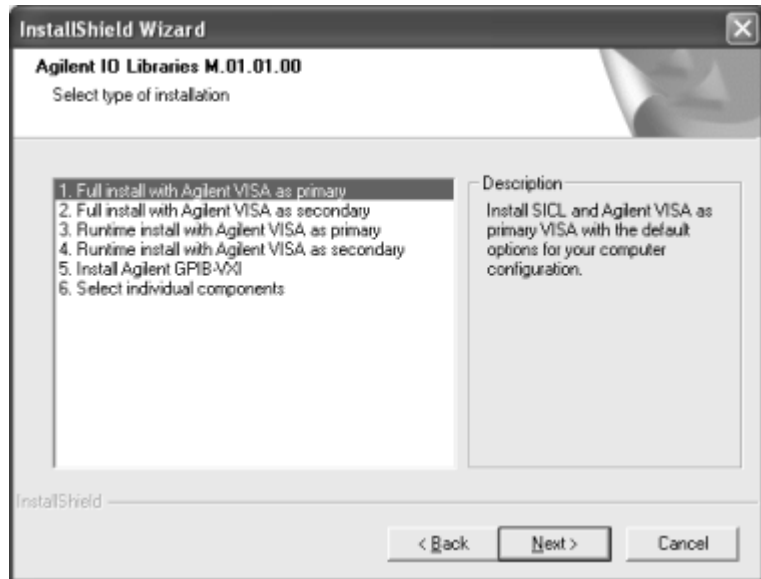 InstallShield Wizard
Agilent IO Libraries M.01.01.00
Select type of installation
1. Full install with Agilent VISA as primary
2. Full install with Agilent VISA as secondary
3. Runtime install with Agilent VISA as primary
4. Runtime install with Agilent VISA as secondary
5. Install Agilent GPIB-VXI
6. Select individual components
Description
Install SICL and Agilent VISA as
primary VISA with the default
options for your computer
configuration.
InstallShield
< Back Next > Cancel